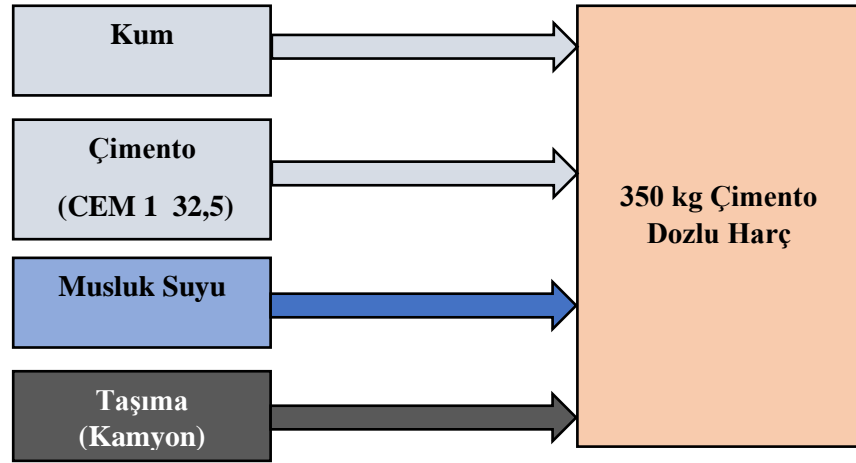 Kum
Çimento
(CEM 1 32,5)
Musluk Suyu
Taşıma
(Kamyon)
350 kg Çimento
Dozlu Harç